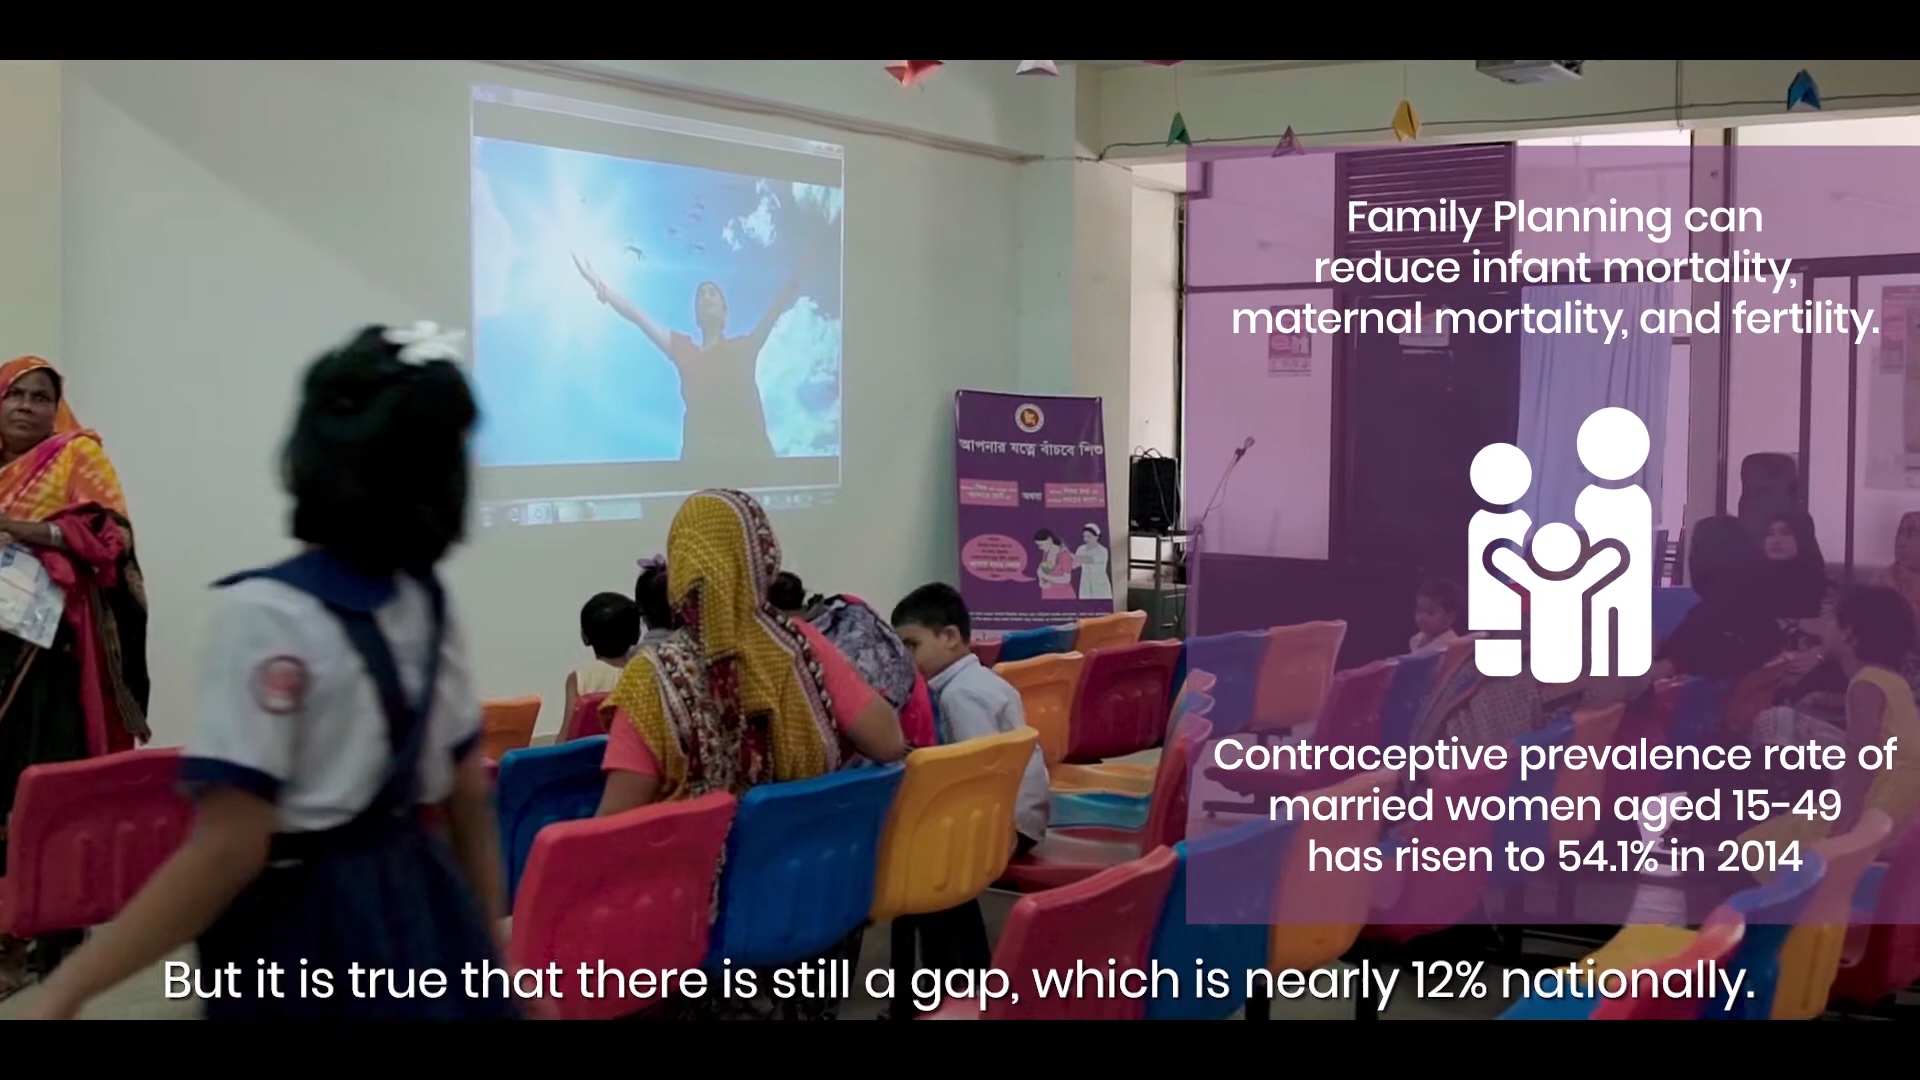 Family Planning can
reduce infant mortality,
maternal mortality, and fertility.
আপনার যত্নে বাঁচবে শিশু
অথবা
Contraceptive prevalence rate of
married women aged 15-49
has risen to 54.1% in 2014
But it is true that there is still a gap, which is nearly 12% nationally.